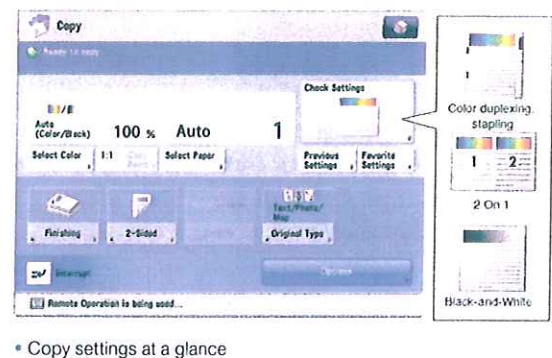 Copy
Ready to copy.
Check Settings
Auto
(Color/Black)
100 %
Auto
1
Select Color
1:1
Select Paper
Previous
Settings
Favorite
Settings
Finishing
2-Sided
Text/Photo/
Map
Original Type
Interrupt
Options
Remote Operation is being used...
Color duplexing,
stapling
1 2
2 On 1
Black-and-White
• Copy settings at a glance